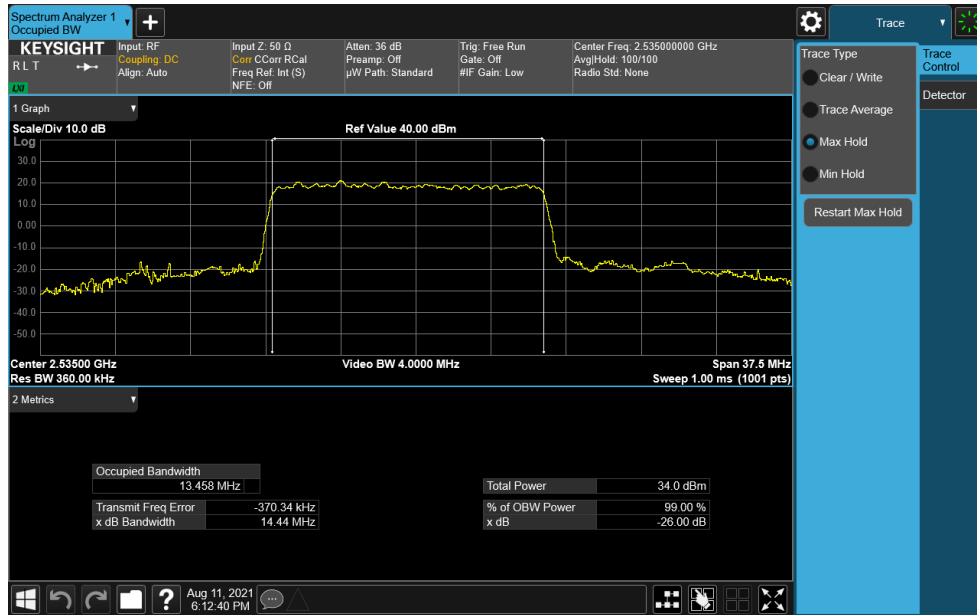 Spectrum Analyzer 1
Occupied BW
Trace
KEYSIGHT
R L T
LXI
Input: RF
Coupling: DC
Align: Auto
Input Z: 50 Ω
Corr CCorr RCal
Freq Ref: Int (S)
NFE: Off
Atten: 36 dB
Preamp: Off
µW Path: Standard
Trig: Free Run
Gate: Off
#IF Gain: Low
Center Freq: 2.535000000 GHz
Avg|Hold: 100/100
Radio Std: None
Trace Type
Clear / Write
Trace Average
Max Hold
Min Hold
Restart Max Hold
Trace
Control
Detector
1 Graph
Scale/Div 10.0 dB
Ref Value 40.00 dBm
Log
30.0
20.0
10.0
0.00
-10.0
-20.0
-30.0
-40.0
-50.0
Center 2.53500 GHz
Video BW 4.0000 MHz
Span 37.5 MHz
Res BW 360.00 kHz
Sweep 1.00 ms (1001 pts)
2 Metrics
Occupied Bandwidth
13.458 MHz
Total Power 34.0 dBm
Transmit Freq Error -370.34 kHz
% of OBW Power 99.00 %
x dB Bandwidth 14.44 MHz
x dB -26.00 dB
?
Aug 11, 2021
6:12:40 PM